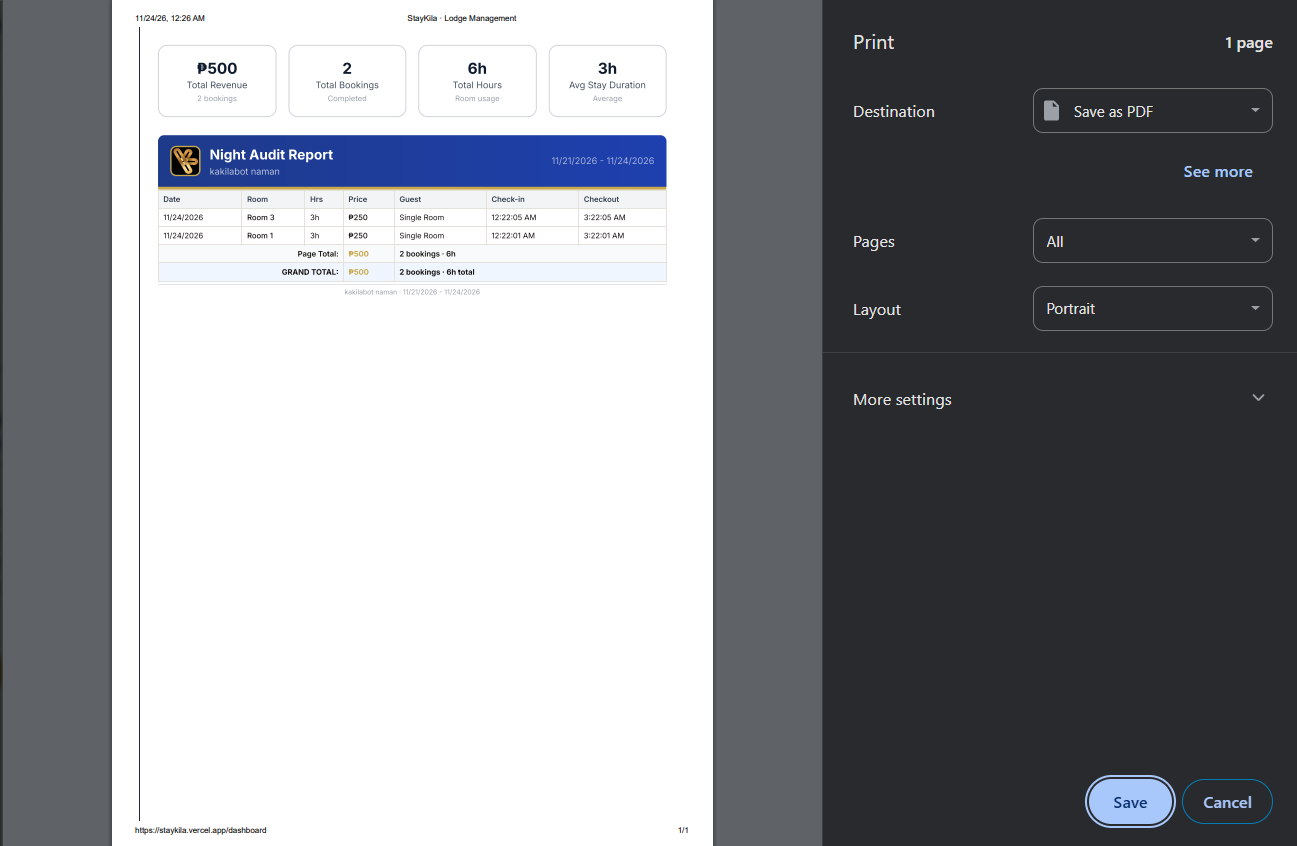 11/24/26, 12:26 AM StayKila · Lodge Management
₱500 2 6h 3h
Total Revenue Total Bookings Total Hours Avg Stay Duration
2 bookings Completed Room usage Average
Night Audit Report 11/21/2026 - 11/24/2026
kakilabot naman
Date Room Hrs Price Guest Check-in Checkout
11/24/2026 Room 3 3h ₱250 Single Room 12:22:05 AM 3:22:05 AM
11/24/2026 Room 1 3h ₱250 Single Room 12:22:01 AM 3:22:01 AM
Page Total: ₱500 2 bookings · 6h
GRAND TOTAL: ₱500 2 bookings · 6h total
kakilabot naman · 11/21/2026 - 11/24/2026
https://staykila.vercel.app/dashboard 1/1
Print 1 page
Destination Save as PDF
See more
Pages All
Layout Portrait
More settings
Save Cancel